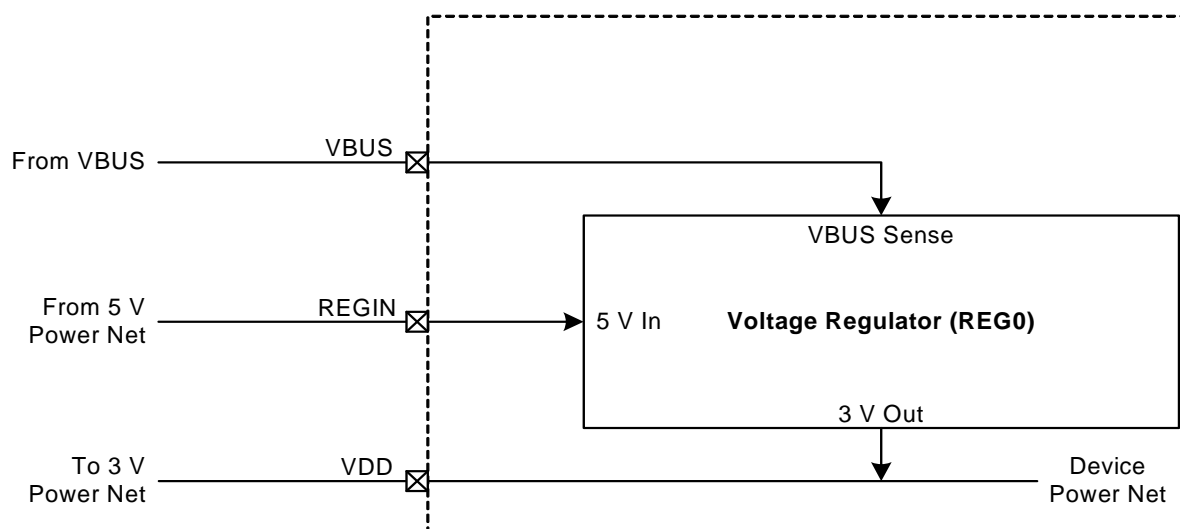 VBUS
From VBUS
VBUS Sense
From 5 V
Power Net
REGIN
5 V In
Voltage Regulator (REG0)
3 V Out
To 3 V
Power Net
VDD
Device
Power Net